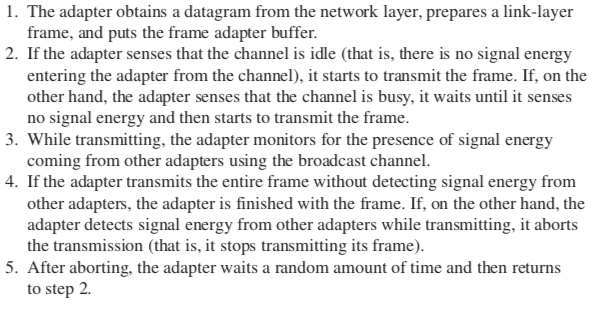 1. The adapter obtains a datagram from the network layer, prepares a link-layer
frame, and puts the frame adapter buffer.
2. If the adapter senses that the channel is idle (that is, there is no signal energy
entering the adapter from the channel), it starts to transmit the frame. If, on the
other hand, the adapter senses that the channel is busy, it waits until it senses
no signal energy and then starts to transmit the frame.
3. While transmitting, the adapter monitors for the presence of signal energy
coming from other adapters using the broadcast channel.
4. If the adapter transmits the entire frame without detecting signal energy from
other adapters, the adapter is finished with the frame. If, on the other hand, the
adapter detects signal energy from other adapters while transmitting, it aborts
the transmission (that is, it stops transmitting its frame).
5. After aborting, the adapter waits a random amount of time and then returns
to step 2.